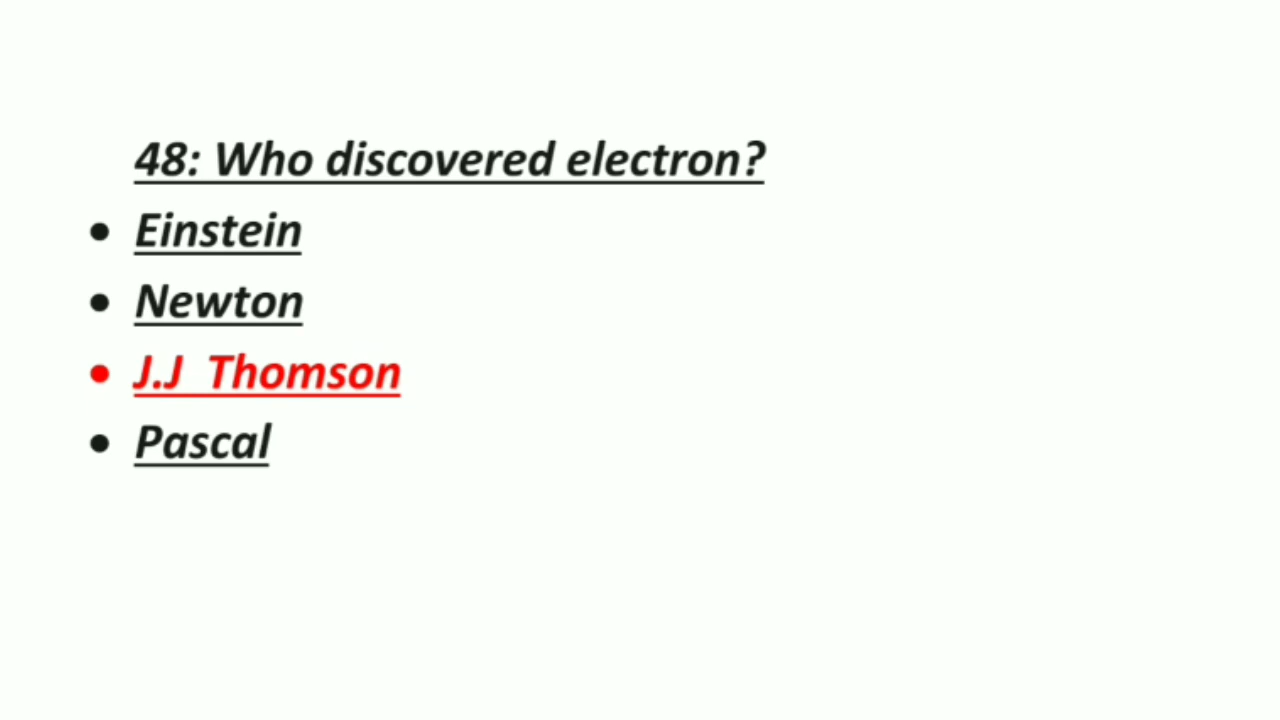 48: Who discovered electron?
• Einstein
• Newton
• J.J  Thomson
• Pascal